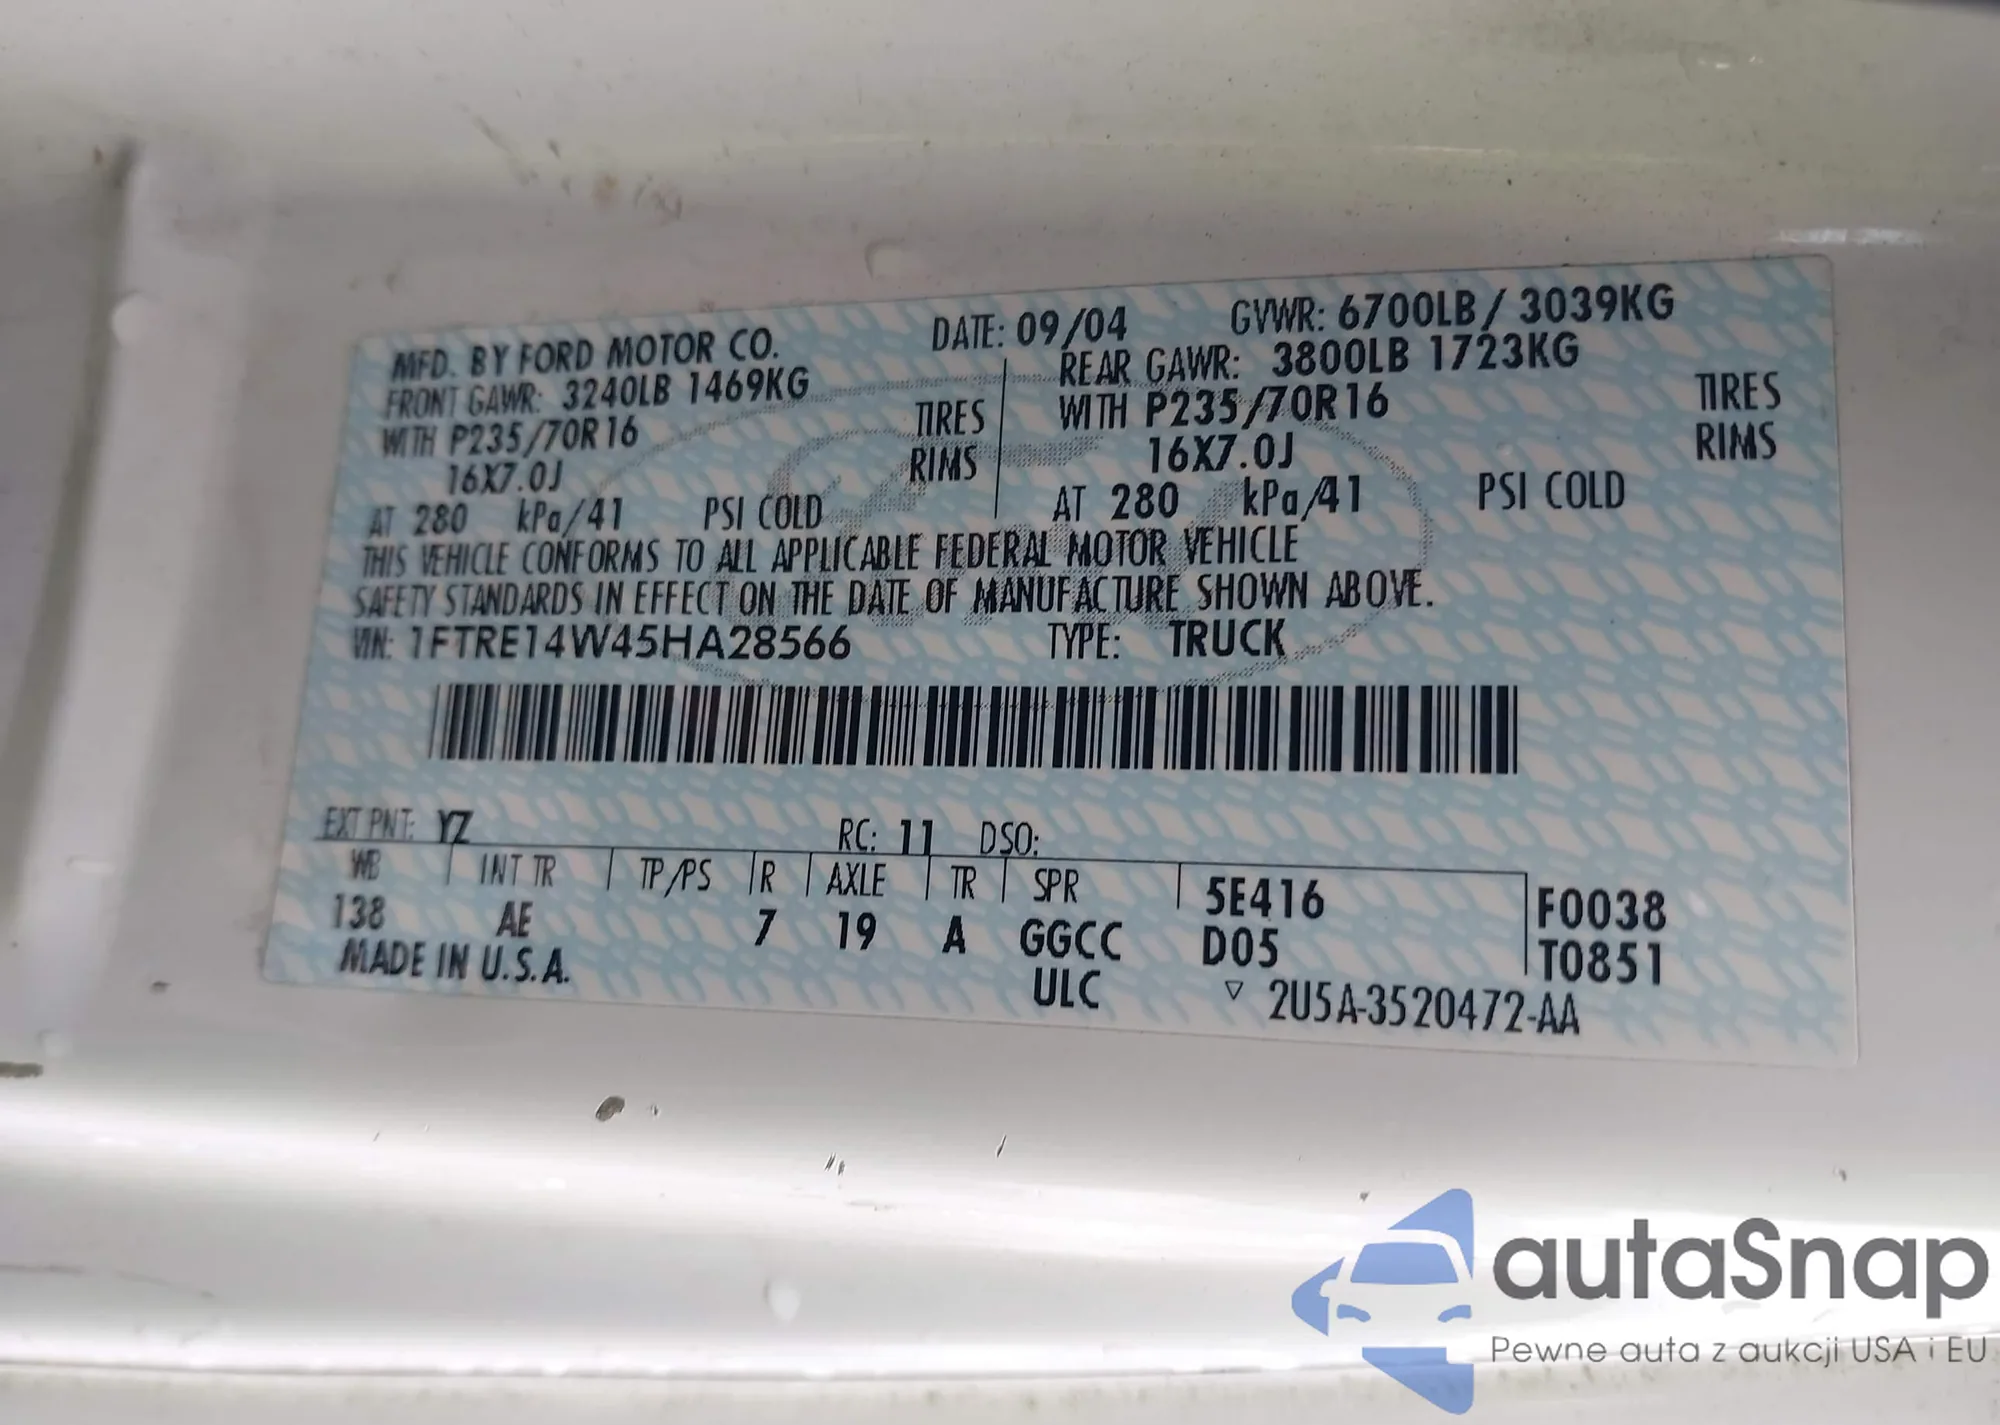 MFD. BY FORD MOTOR CO. DATE: 09/04 GVWR: 6700LB / 3039KG
FRONT GAWR: 3240LB 1469KG REAR GAWR: 3800LB 1723KG
WITH P235/70R16 TIRES WITH P235/70R16 TIRES
16X7.0J RIMS 16X7.0J RIMS
AT 280 kPa/41 PSI COLD AT 280 kPa/41 PSI COLD
THIS VEHICLE CONFORMS TO ALL APPLICABLE FEDERAL MOTOR VEHICLE
SAFETY STANDARDS IN EFFECT ON THE DATE OF MANUFACTURE SHOWN ABOVE.
VIN: 1FTRE14W45HA28566 TYPE: TRUCK
EXT PNT: YZ RC: 11 DSO:
WB INT TR TP/PS R AXLE TR SPR 5E416 F0038
138 AE 7 19 A GGCC D05 T0851
MADE IN U.S.A. ULC ▽ 2U5A-3520472-AA
autaSnap
Pewne auta z aukcji USA i EU